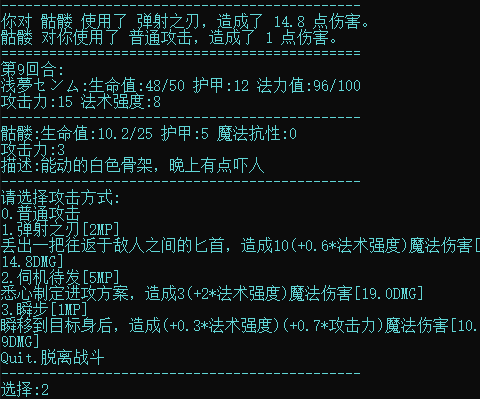 你对 骷髅 使用了 弹射之刃，造成了 14.8 点伤害。
骷髅 对你使用了 普通攻击，造成了 1 点伤害。
=============================================
第9回合:
浅夢センム:生命值:48/50 护甲:12 法力值:96/100
攻击力:15 法术强度:8
---------------------------------------------
骷髅:生命值:10.2/25 护甲:5 魔法抗性:0
攻击力:3
描述:能动的白色骨架，晚上有点吓人
---------------------------------------------
请选择攻击方式:
0.普通攻击
1.弹射之刃[2MP]
丢出一把往返于敌人之间的匕首，造成10(+0.6*法术强度)魔法伤害[
14.8DMG]
2.伺机待发[5MP]
悉心制定进攻方案，造成3(+2*法术强度)魔法伤害[19.0DMG]
3.瞬步[1MP]
瞬移到目标身后，造成(+0.3*法术强度)(+0.7*攻击力)魔法伤害[10.
9DMG]
Quit.脱离战斗
---------------------------------------------
选择:2